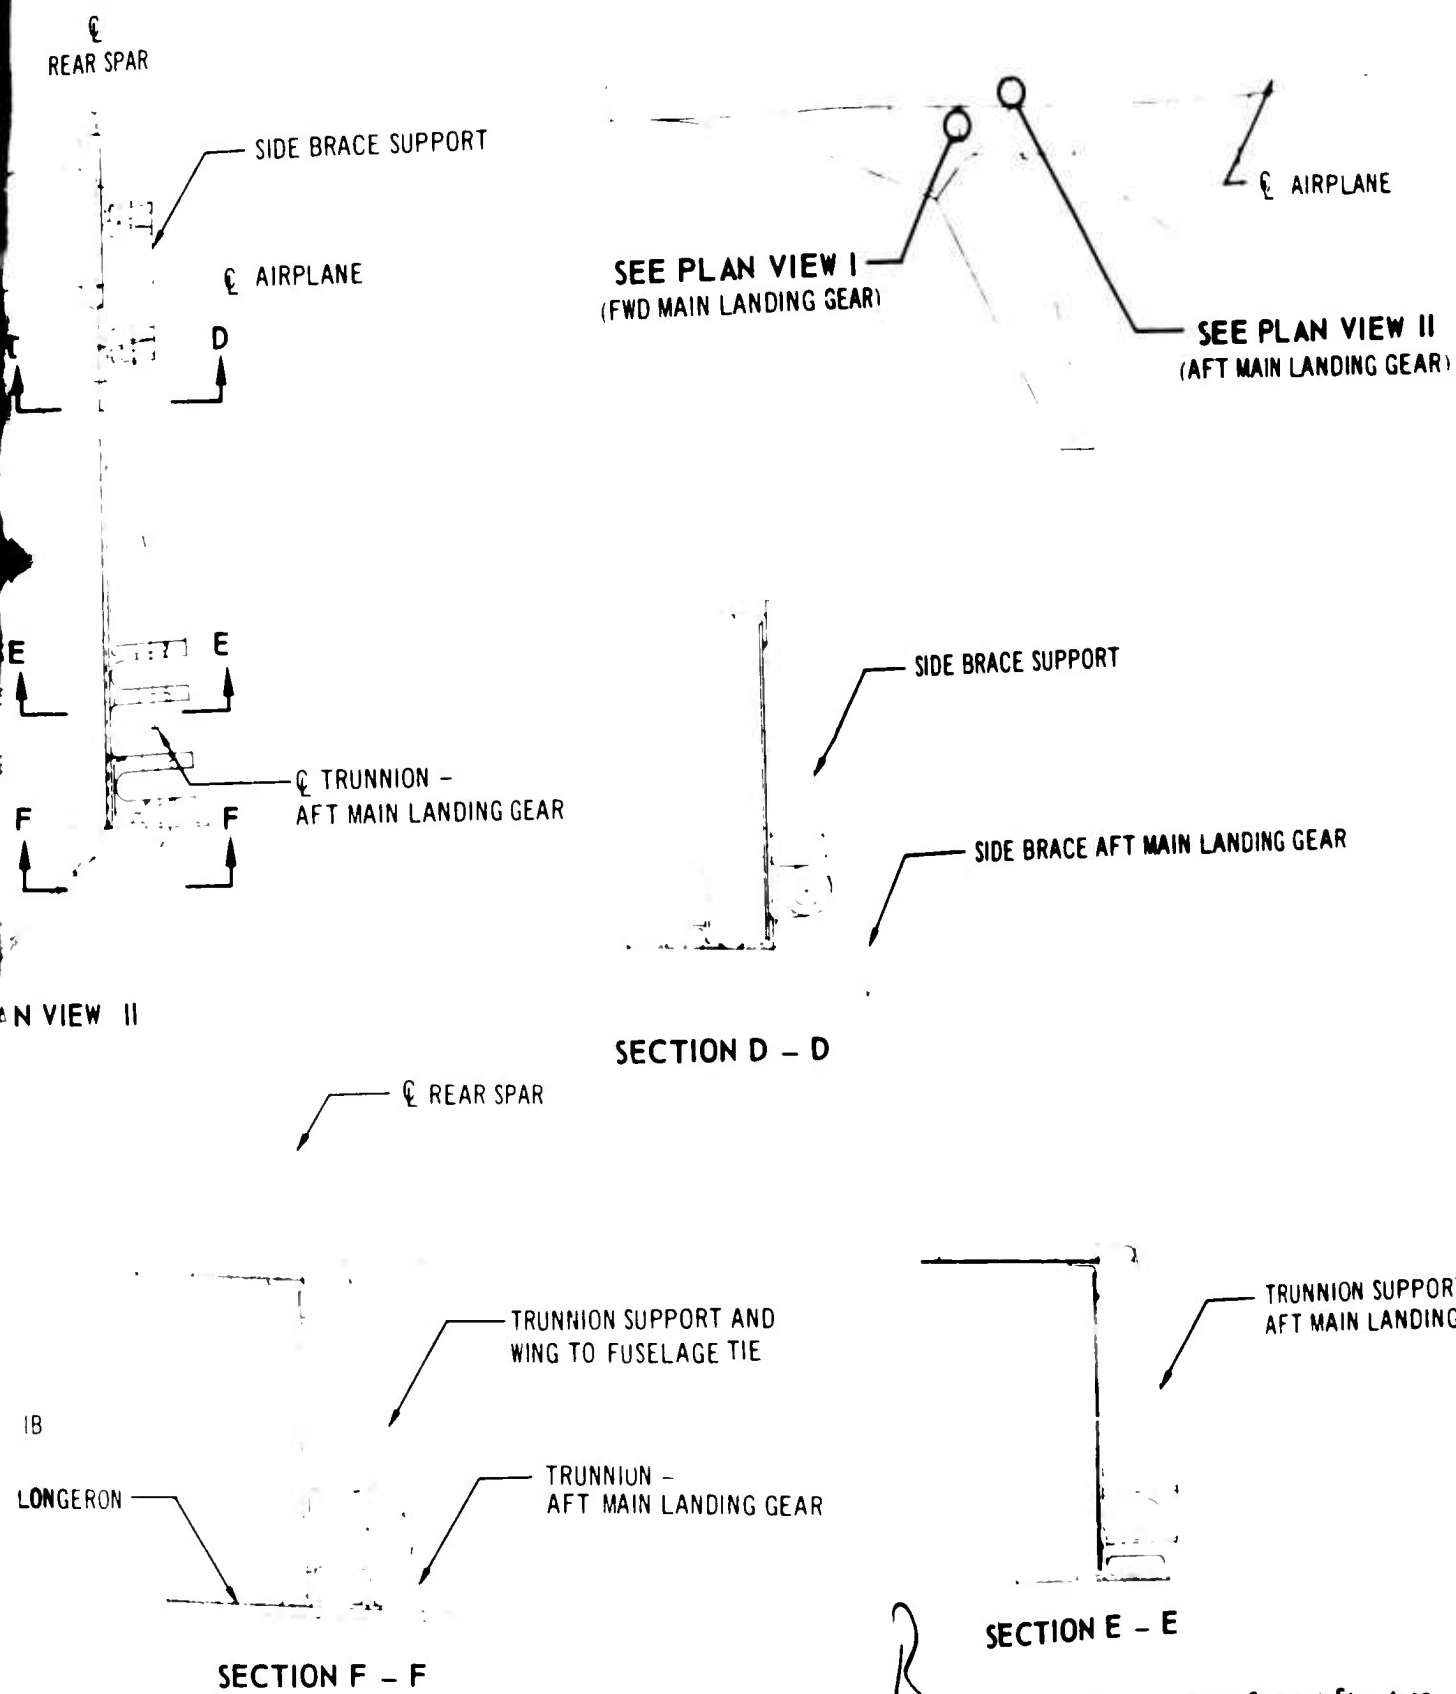 ℄
REAR SPAR
SIDE BRACE SUPPORT
℄ AIRPLANE
D
E
E
℄ TRUNNION –
AFT MAIN LANDING GEAR
F
F
N VIEW II
℄ AIRPLANE
SEE PLAN VIEW I
(FWD MAIN LANDING GEAR)
SEE PLAN VIEW II
(AFT MAIN LANDING GEAR)
SIDE BRACE SUPPORT
SIDE BRACE AFT MAIN LANDING GEAR
SECTION D – D
℄ REAR SPAR
TRUNNION SUPPORT AND
WING TO FUSELAGE TIE
IB
LONGERON
TRUNNION –
AFT MAIN LANDING GEAR
SECTION F – F
TRUNNION SUPPOR
AFT MAIN LANDING
SECTION E – E